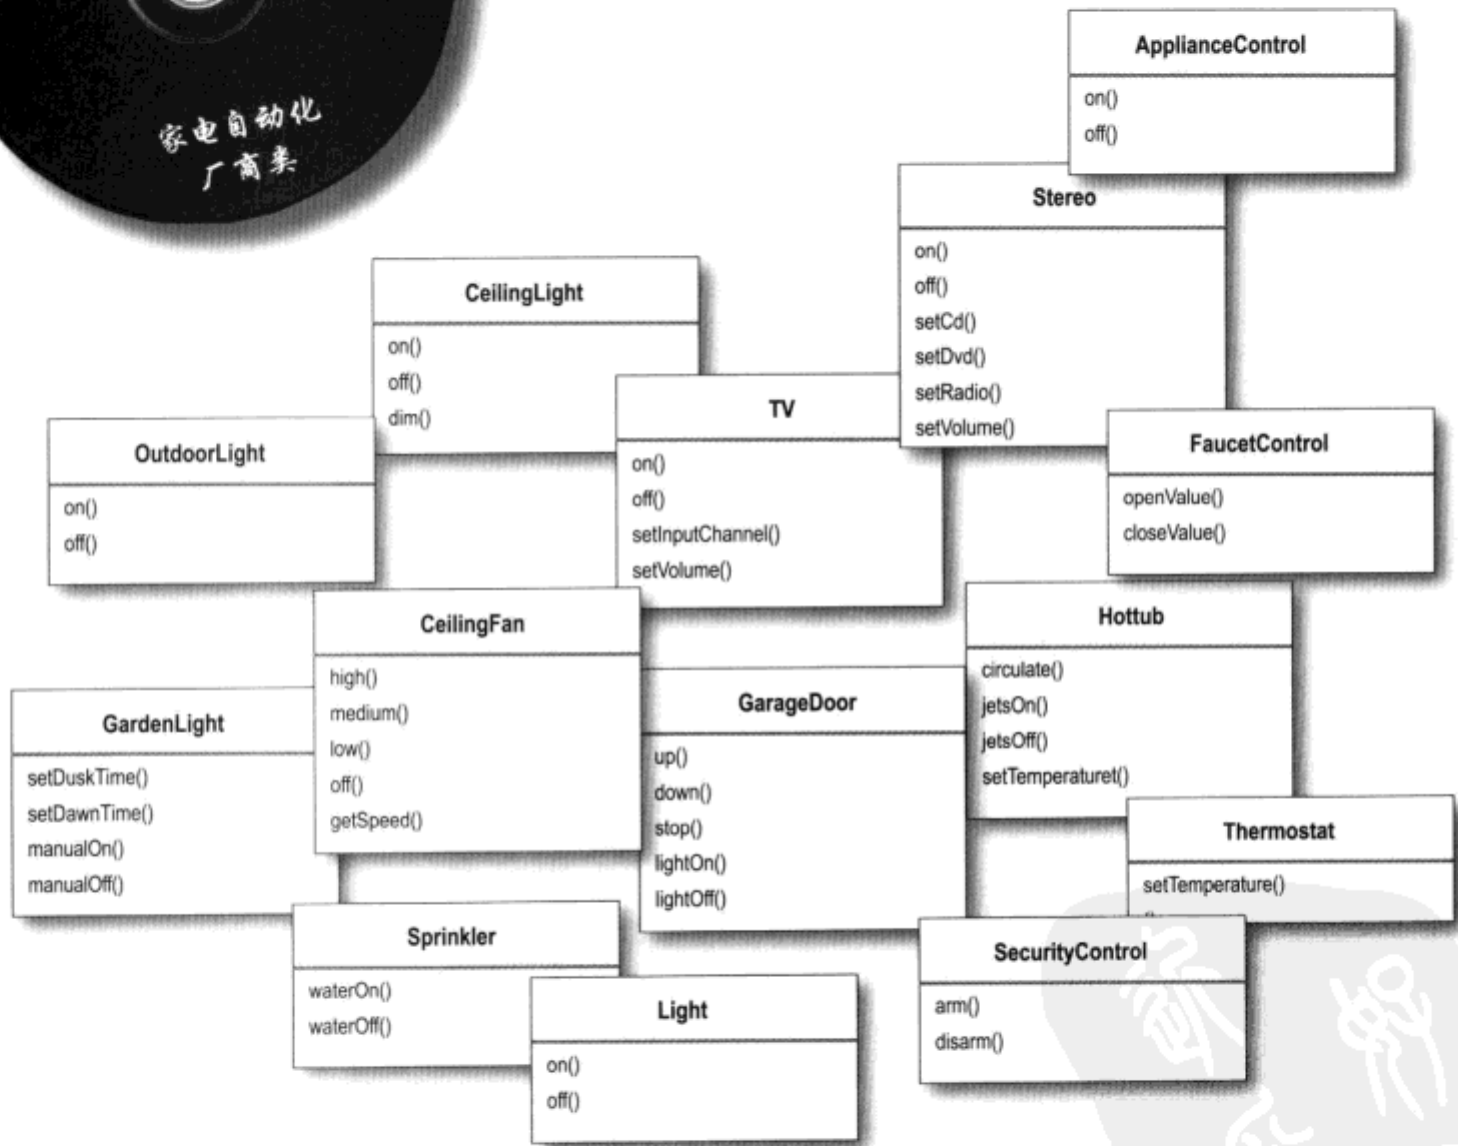 家电自动化
厂商类
ApplianceControl
on()
off()
Stereo
on()
off()
setCd()
setDvd()
setRadio()
setVolume()
CeilingLight
on()
off()
dim()
TV
on()
off()
setInputChannel()
setVolume()
OutdoorLight
on()
off()
FaucetControl
openValue()
closeValue()
CeilingFan
high()
medium()
low()
off()
getSpeed()
Hottub
circulate()
jetsOn()
jetsOff()
setTemperaturet()
GardenLight
setDuskTime()
setDawnTime()
manualOn()
manualOff()
GarageDoor
up()
down()
stop()
lightOn()
lightOff()
Thermostat
setTemperature()
Sprinkler
waterOn()
waterOff()
Light
on()
off()
SecurityControl
arm()
disarm()